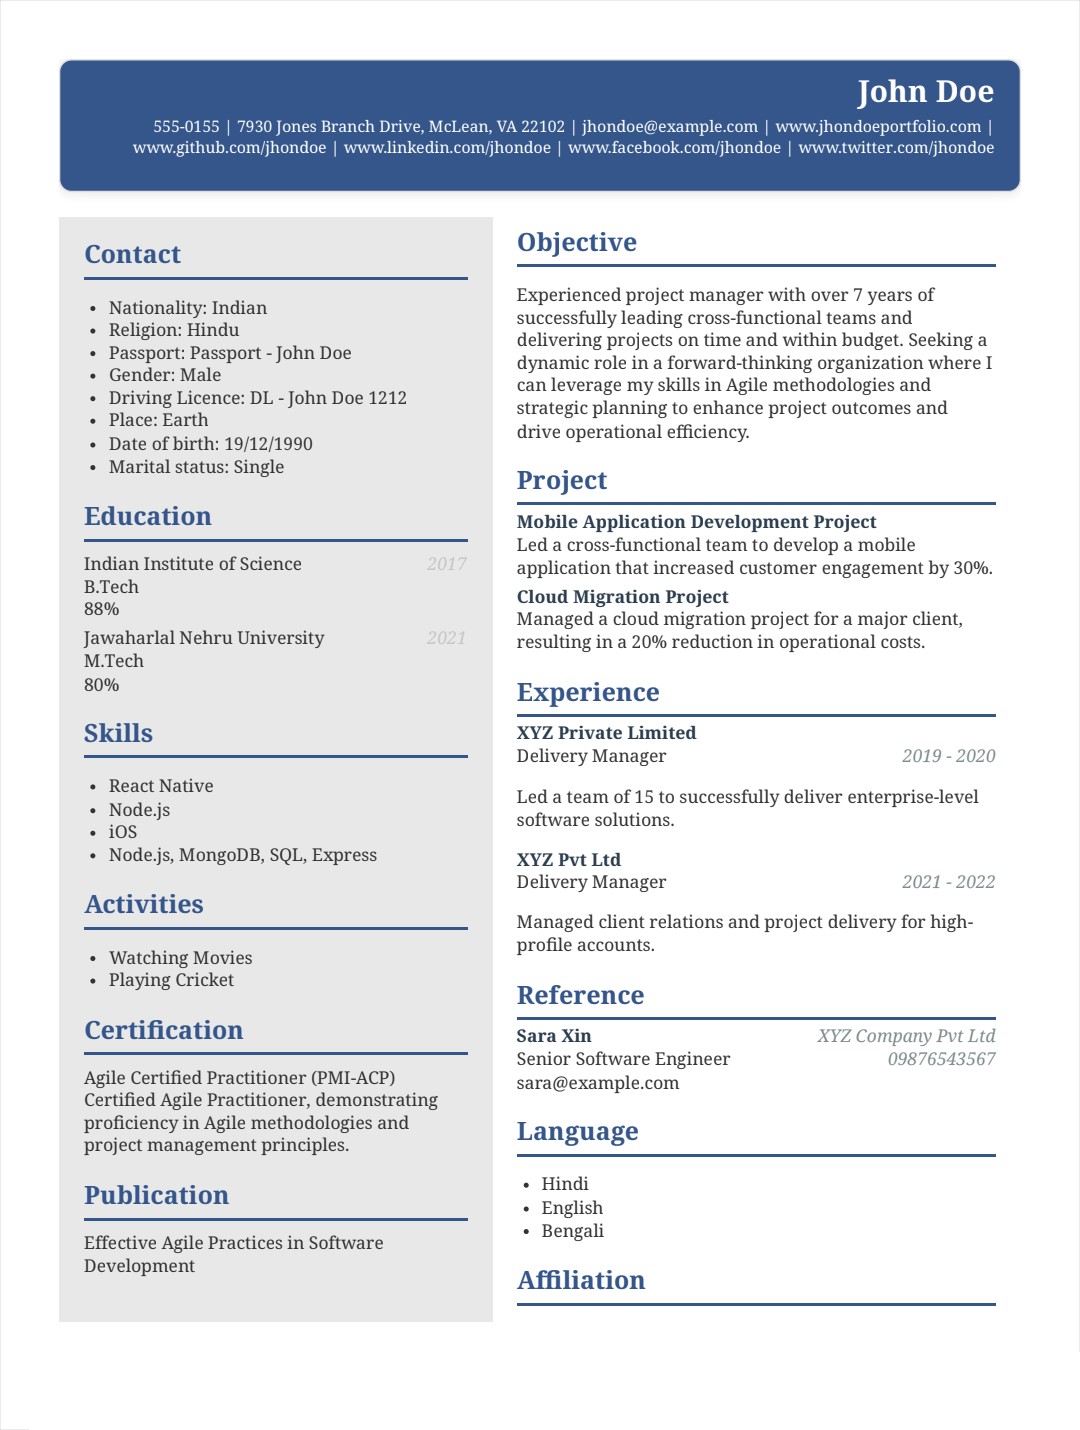 John Doe
555-0155 | 7930 Jones Branch Drive, McLean, VA 22102 | jhondoe@example.com | www.jhondoeportfolio.com |
www.github.com/jhondoe | www.linkedin.com/jhondoe | www.facebook.com/jhondoe | www.twitter.com/jhondoe
Contact
• Nationality: Indian
• Religion: Hindu
• Passport: Passport - John Doe
• Gender: Male
• Driving Licence: DL - John Doe 1212
• Place: Earth
• Date of birth: 19/12/1990
• Marital status: Single
Education
Indian Institute of Science 2017
B.Tech
88%
Jawaharlal Nehru University 2021
M.Tech
80%
Skills
• React Native
• Node.js
• iOS
• Node.js, MongoDB, SQL, Express
Activities
• Watching Movies
• Playing Cricket
Certification
Agile Certified Practitioner (PMI-ACP)
Certified Agile Practitioner, demonstrating
proficiency in Agile methodologies and
project management principles.
Publication
Effective Agile Practices in Software
Development
Objective
Experienced project manager with over 7 years of
successfully leading cross-functional teams and
delivering projects on time and within budget. Seeking a
dynamic role in a forward-thinking organization where I
can leverage my skills in Agile methodologies and
strategic planning to enhance project outcomes and
drive operational efficiency.
Project
Mobile Application Development Project
Led a cross-functional team to develop a mobile
application that increased customer engagement by 30%.
Cloud Migration Project
Managed a cloud migration project for a major client,
resulting in a 20% reduction in operational costs.
Experience
XYZ Private Limited
Delivery Manager 2019 - 2020
Led a team of 15 to successfully deliver enterprise-level
software solutions.
XYZ Pvt Ltd
Delivery Manager 2021 - 2022
Managed client relations and project delivery for high-
profile accounts.
Reference
Sara Xin XYZ Company Pvt Ltd
Senior Software Engineer 09876543567
sara@example.com
Language
• Hindi
• English
• Bengali
Affiliation